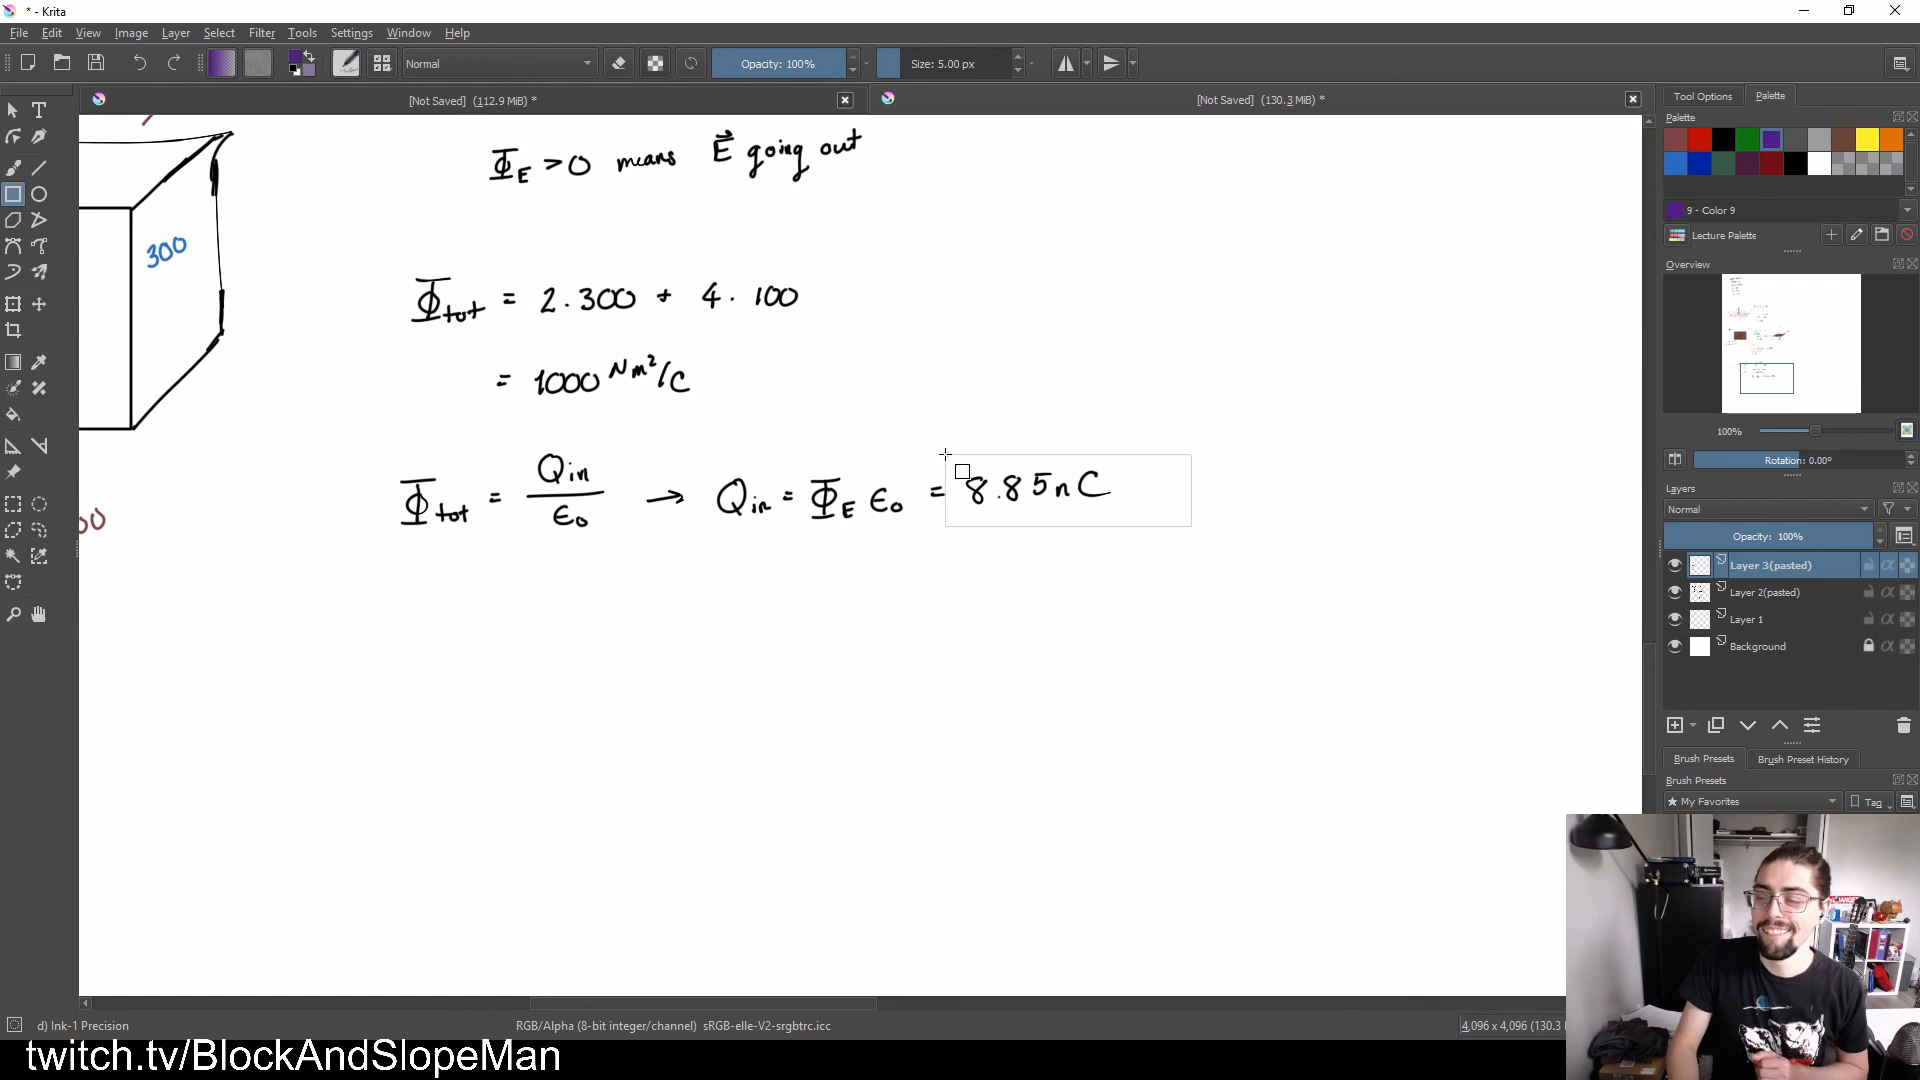 * - Krita
File Edit View Image Layer Select Filter Tools Settings Window Help
Normal Opacity: 100% Size: 5.00 px
[Not Saved] (112.9 MiB) * [Not Saved] (130.3 MiB) *
Tool Options Palette
Palette
9 - Color 9
Lecture Palette
Overview
100%
Rotation: 0.00°
Layers
Normal
Opacity: 100%
Layer 3(pasted)
Layer 2(pasted)
Layer 1
Background
Brush Presets Brush Preset History
Brush Presets
★ My Favorites Tag
Φ_E > 0 means E⃗ going out
300
Φ_tot = 2.300 + 4.100
= 1000 Nm²/C
Φ_tot = Q_in/ε₀ → Q_in = Φ_E ε₀ = 8.85nC
00
d) Ink-1 Precision RGB/Alpha (8-bit integer/channel) sRGB-elle-V2-srgbtrc.icc 4,096 x 4,096 (130.3
twitch.tv/BlockAndSlopeMan